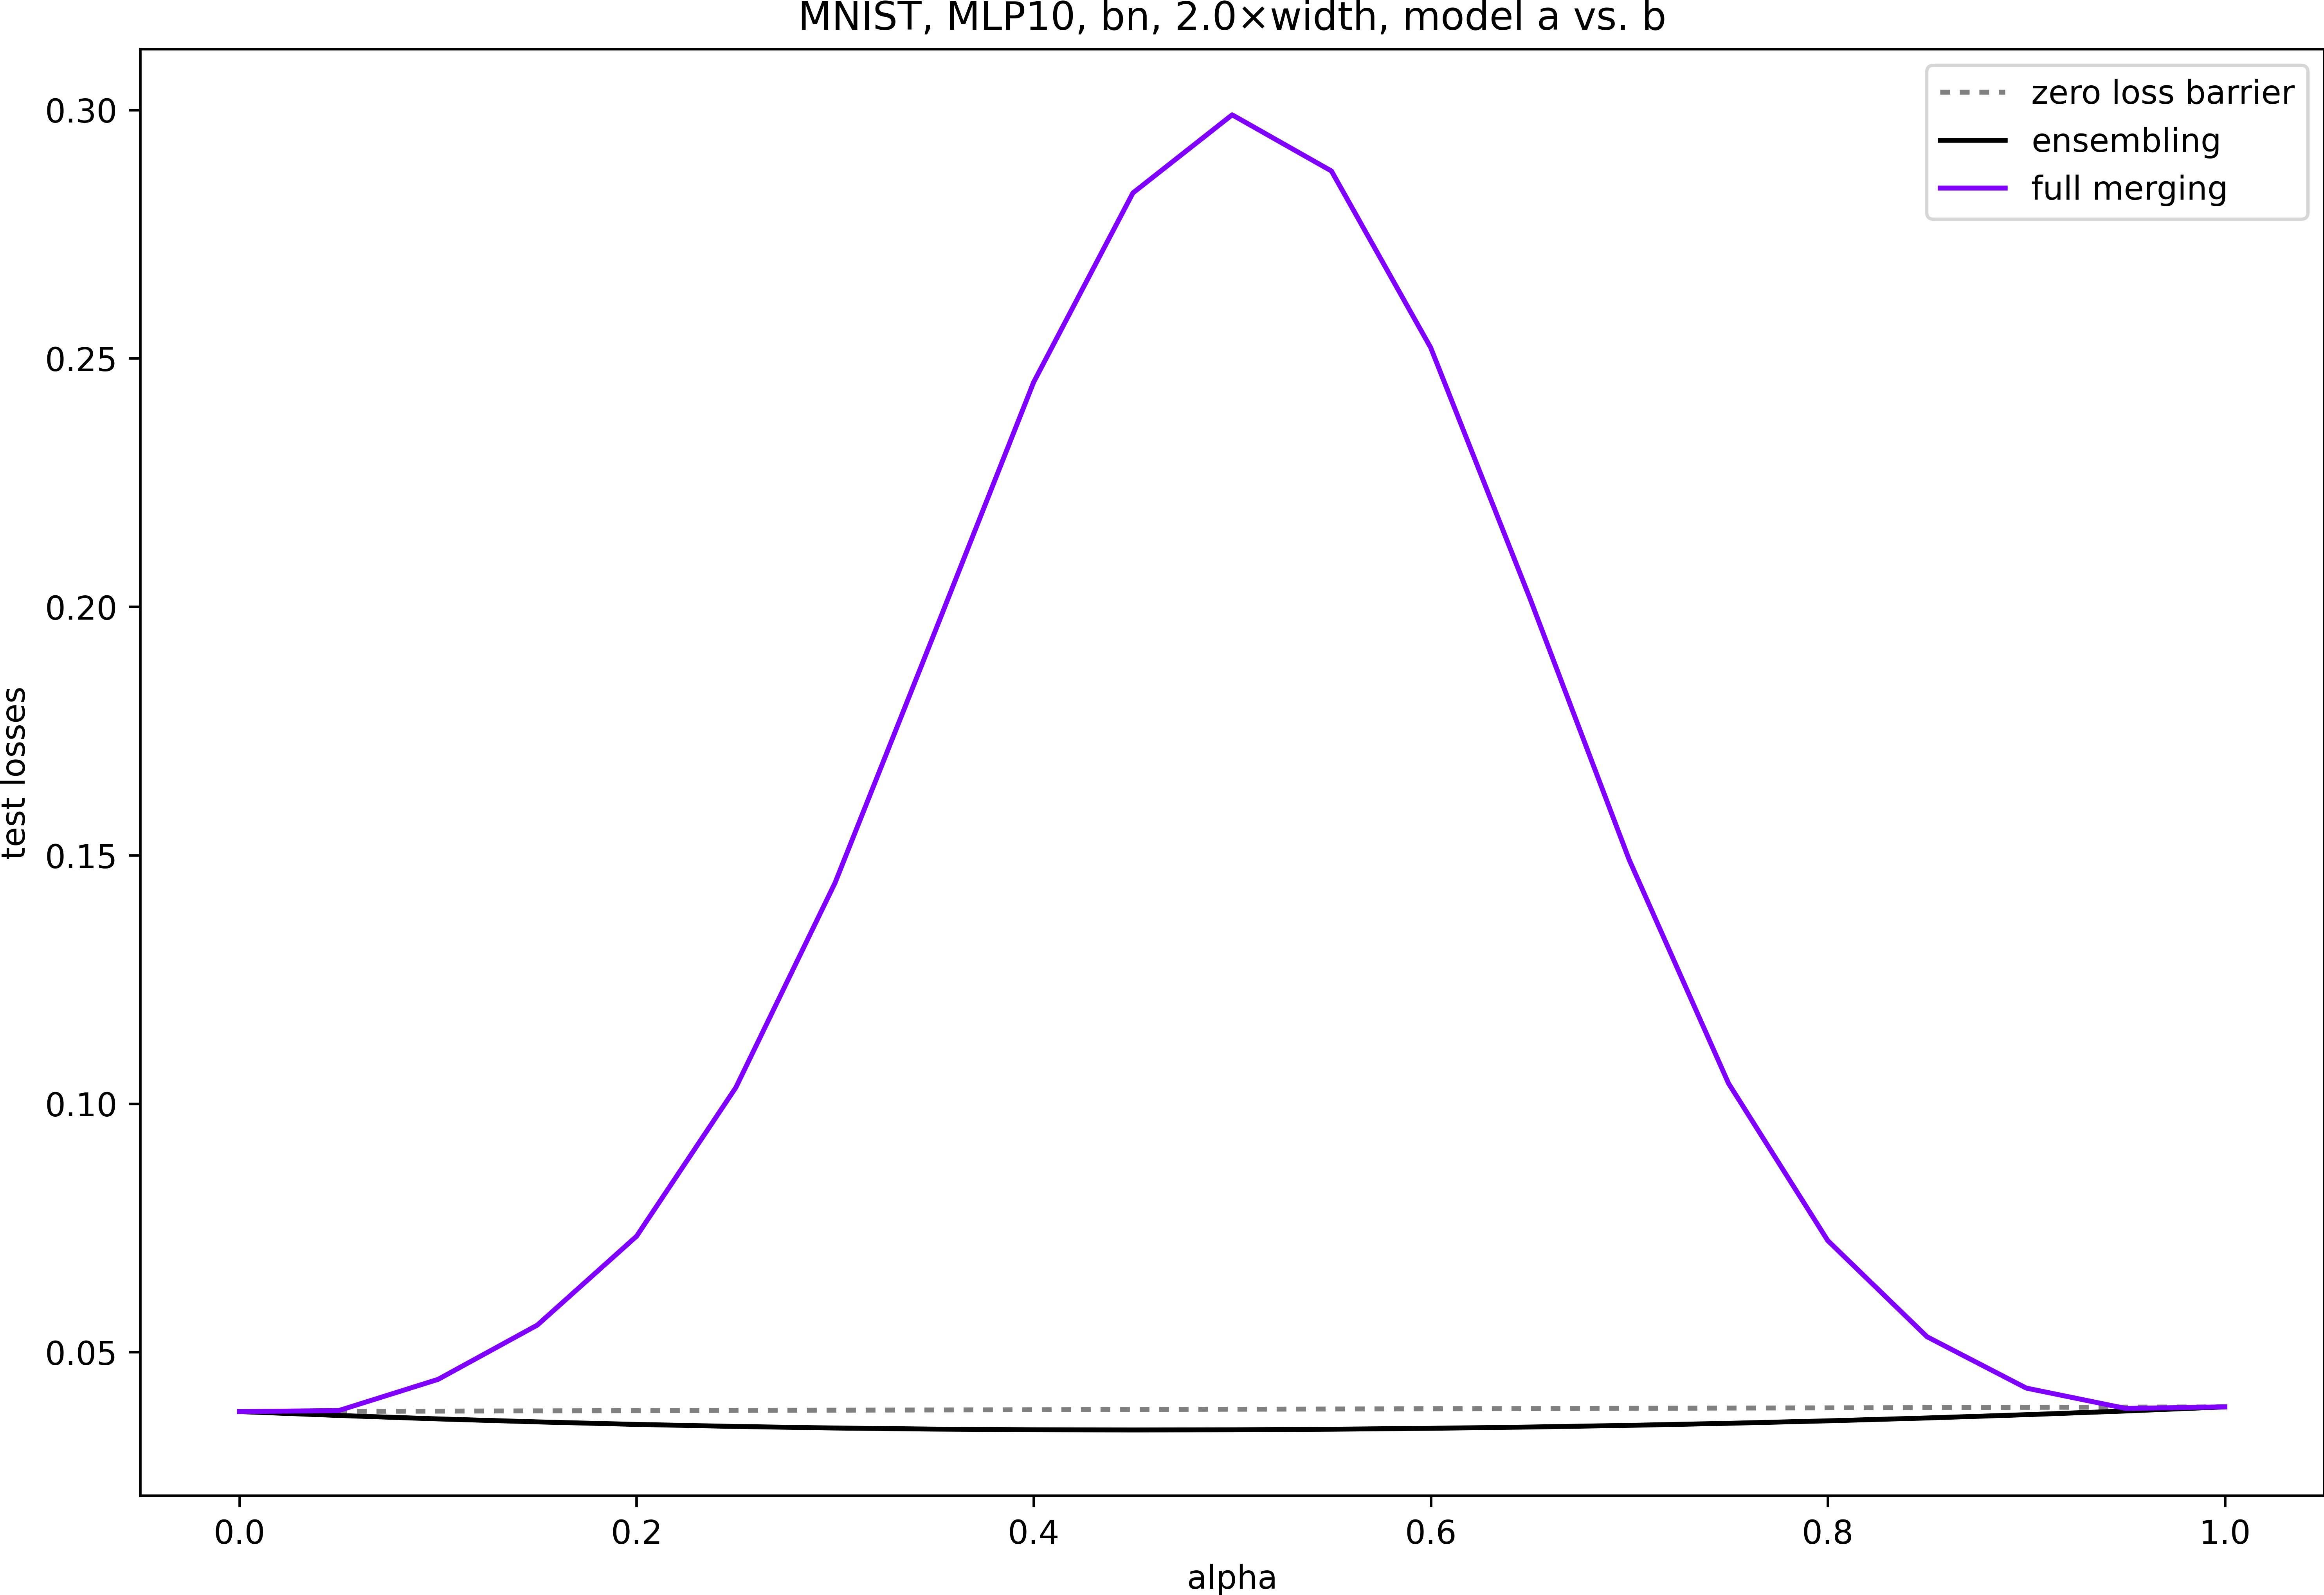 MNIST, MLP10, bn, 2.0×width, model a vs. b
zero loss barrier
ensembling
full merging
0.30
0.25
0.20
0.15
0.10
0.05
test losses
0.0 0.2 0.4 0.6 0.8 1.0
alpha